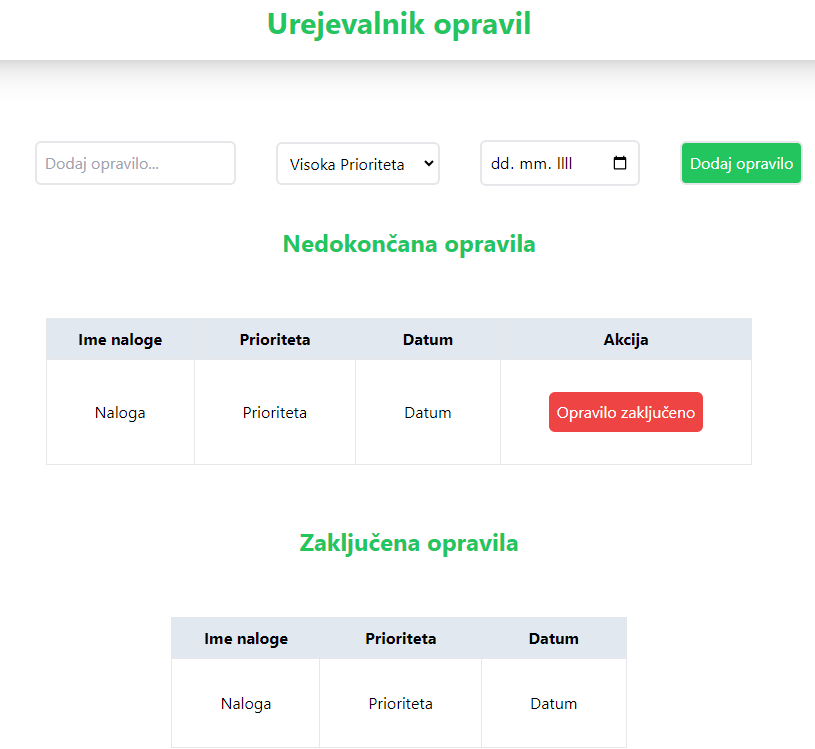 Urejevalnik opravil
Dodaj opravilo... Visoka Prioriteta dd. mm. llll Dodaj opravilo
Nedokončana opravila
Ime naloge Prioriteta Datum Akcija
Naloga Prioriteta Datum Opravilo zaključeno
Zaključena opravila
Ime naloge Prioriteta Datum
Naloga Prioriteta Datum